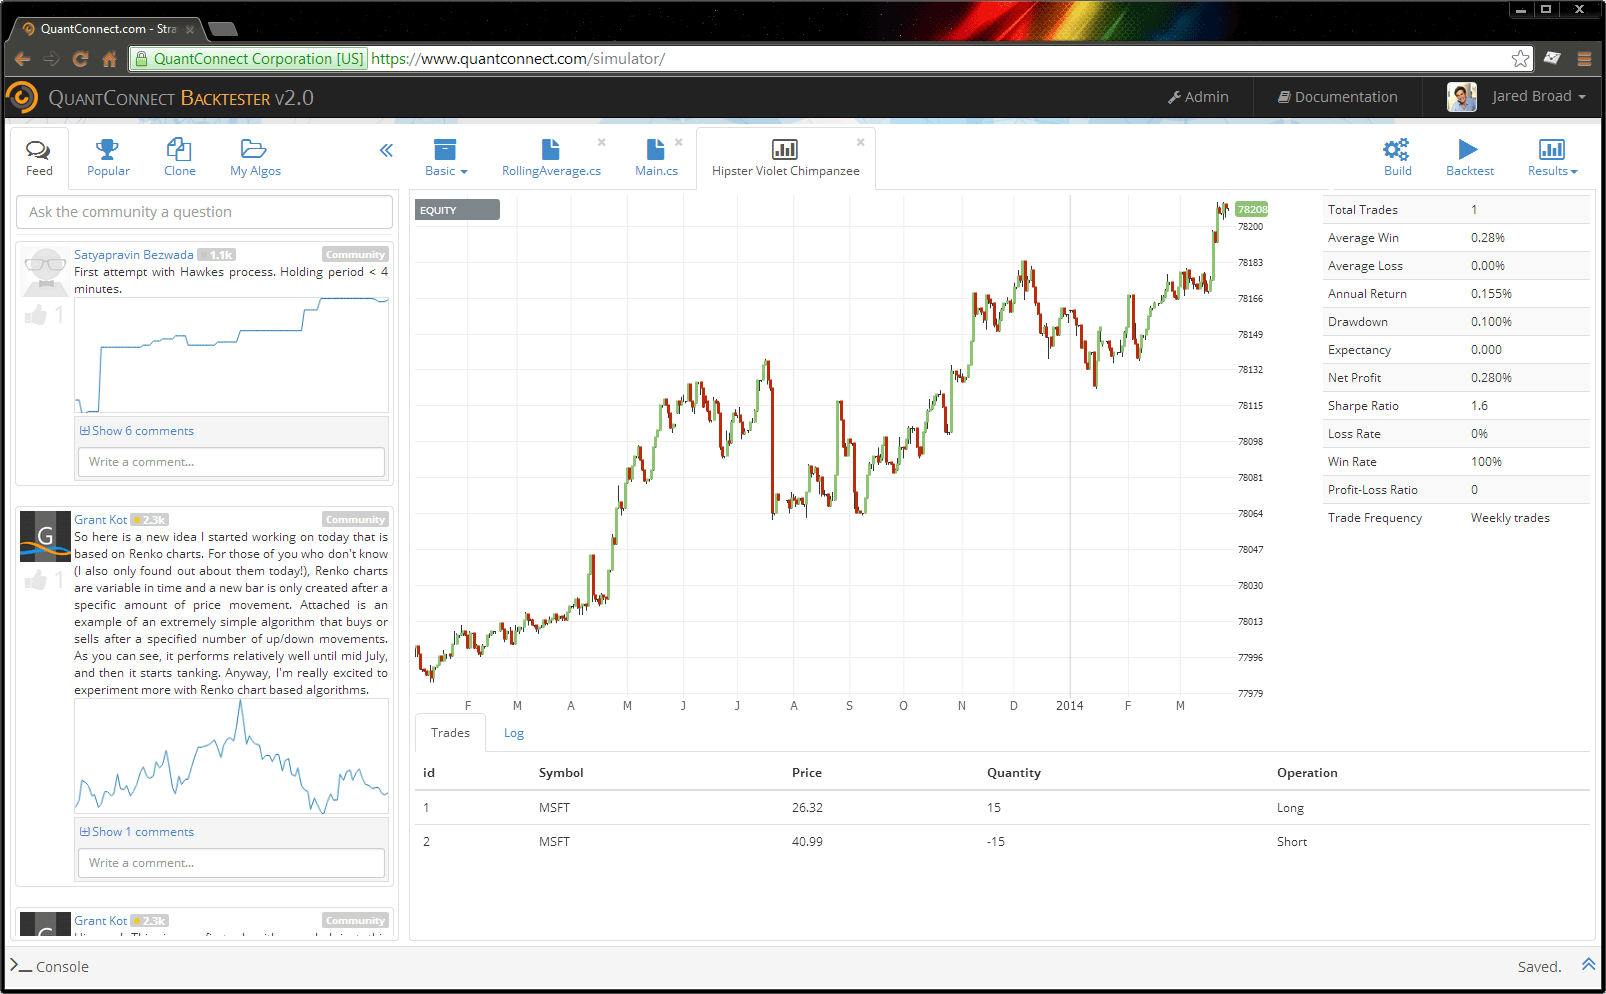 QuantConnect.com - Stra
QuantConnect Corporation [US] https://www.quantconnect.com/simulator/
QuantConnect Backtester v2.0
Admin
Documentation
Jared Broad
Feed
Popular
Clone
My Algos
Basic
RollingAverage.cs
Main.cs
Hipster Violet Chimpanzee
Build
Backtest
Results
Ask the community a question
Satyapravin Bezwada 1.1k Community
First attempt with Hawkes process. Holding period < 4
minutes.
1
Show 6 comments
Write a comment...
Grant Kot 2.3k Community
G
So here is a new idea I started working on today that is
based on Renko charts. For those of you who don't know
(I also only found out about them today!), Renko charts
are variable in time and a new bar is only created after a
specific amount of price movement. Attached is an
example of an extremely simple algorithm that buys or
sells after a specified number of up/down movements.
As you can see, it performs relatively well until mid July,
and then it starts tanking. Anyway, I'm really excited to
experiment more with Renko chart based algorithms.
1
Show 1 comments
Write a comment...
Grant Kot 2.3k Community
EQUITY
78208
78200
78183
78166
78149
78132
78115
78098
78081
78064
78047
78030
78013
77996
77979
F M A M J J A S O N D 2014 F M
Total Trades 1
Average Win 0.28%
Average Loss 0.00%
Annual Return 0.155%
Drawdown 0.100%
Expectancy 0.000
Net Profit 0.280%
Sharpe Ratio 1.6
Loss Rate 0%
Win Rate 100%
Profit-Loss Ratio 0
Trade Frequency Weekly trades
Trades Log
id Symbol Price Quantity Operation
1 MSFT 26.32 15 Long
2 MSFT 40.99 -15 Short
Console
Saved.